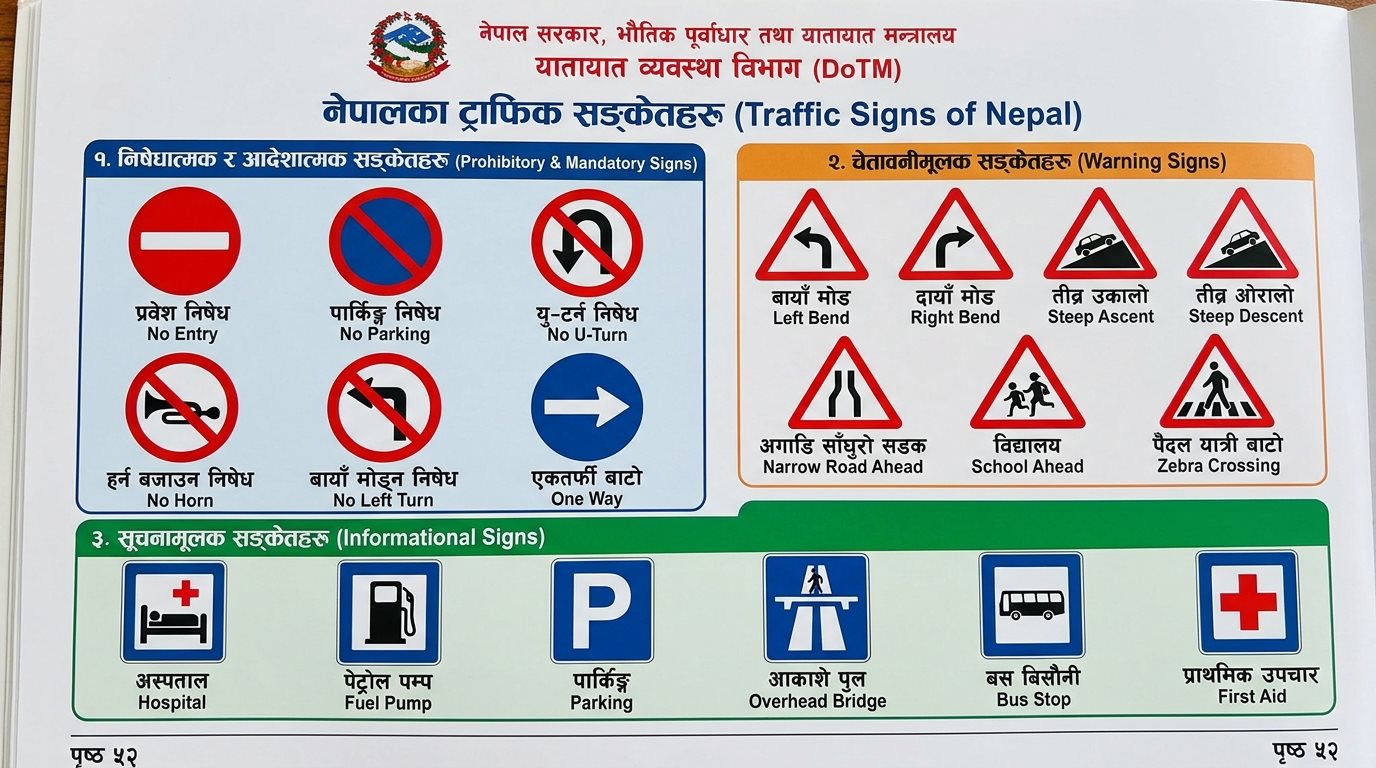 नेपाल सरकार, भौतिक पूर्वाधार तथा यातायात मन्त्रालय
यातायात व्यवस्था विभाग (DoTM)
नेपालका ट्राफिक सङ्केतहरू (Traffic Signs of Nepal)
१. निषेधात्मक र आदेशात्मक सङ्केतहरू (Prohibitory & Mandatory Signs)
प्रवेश निषेध
No Entry
पार्किङ्ग निषेध
No Parking
यु-टर्न निषेध
No U-Turn
हर्न बजाउन निषेध
No Horn
बायाँ मोड्न निषेध
No Left Turn
एकतर्फी बाटो
One Way
२. चेतावनीमूलक सङ्केतहरू (Warning Signs)
बायाँ मोड
Left Bend
दायाँ मोड
Right Bend
तीव्र उकालो
Steep Ascent
तीव्र ओरालो
Steep Descent
अगाडि साँघुरो सडक
Narrow Road Ahead
विद्यालय
School Ahead
पैदल यात्री बाटो
Zebra Crossing
३. सूचनामूलक सङ्केतहरू (Informational Signs)
अस्पताल
Hospital
पेट्रोल पम्प
Fuel Pump
P
पार्किङ्ग
Parking
आकाशे पुल
Overhead Bridge
बस बिसौनी
Bus Stop
प्राथमिक उपचार
First Aid
पृष्ठ ५२
पृष्ठ ५२